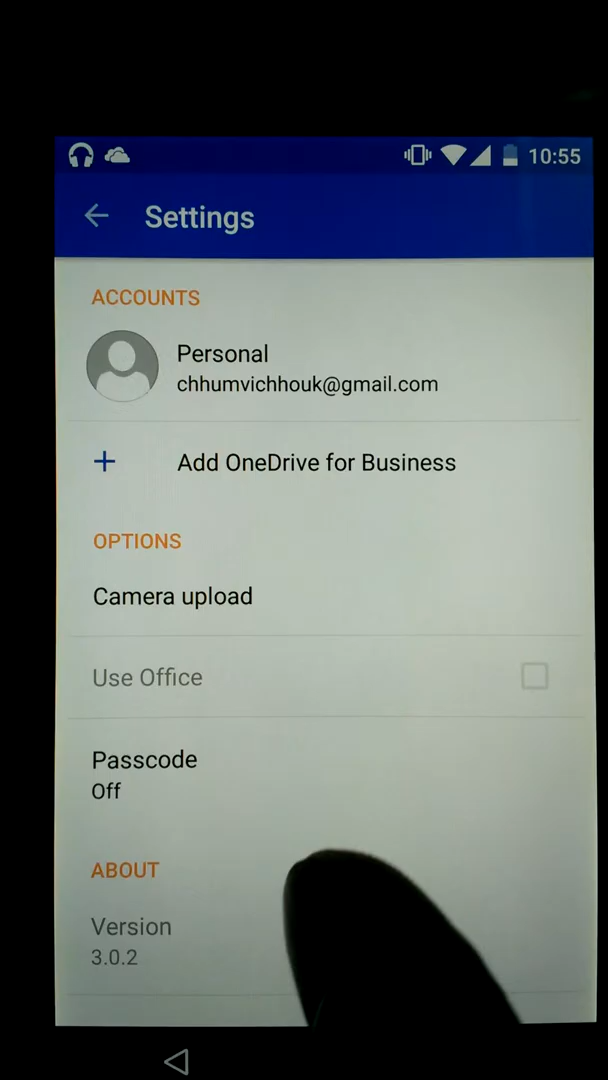 10:55
Settings
ACCOUNTS
Personal
chhumvichhouk@gmail.com
Add OneDrive for Business
OPTIONS
Camera upload
Use Office
Passcode
Off
ABOUT
Version
3.0.2